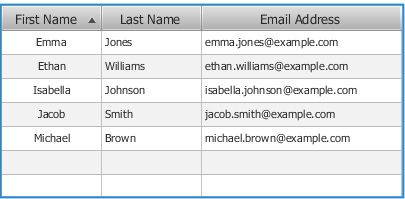 First Name Last Name Email Address
Emma Jones emma.jones@example.com
Ethan Williams ethan.williams@example.com
Isabella Johnson isabella.johnson@example.com
Jacob Smith jacob.smith@example.com
Michael Brown michael.brown@example.com